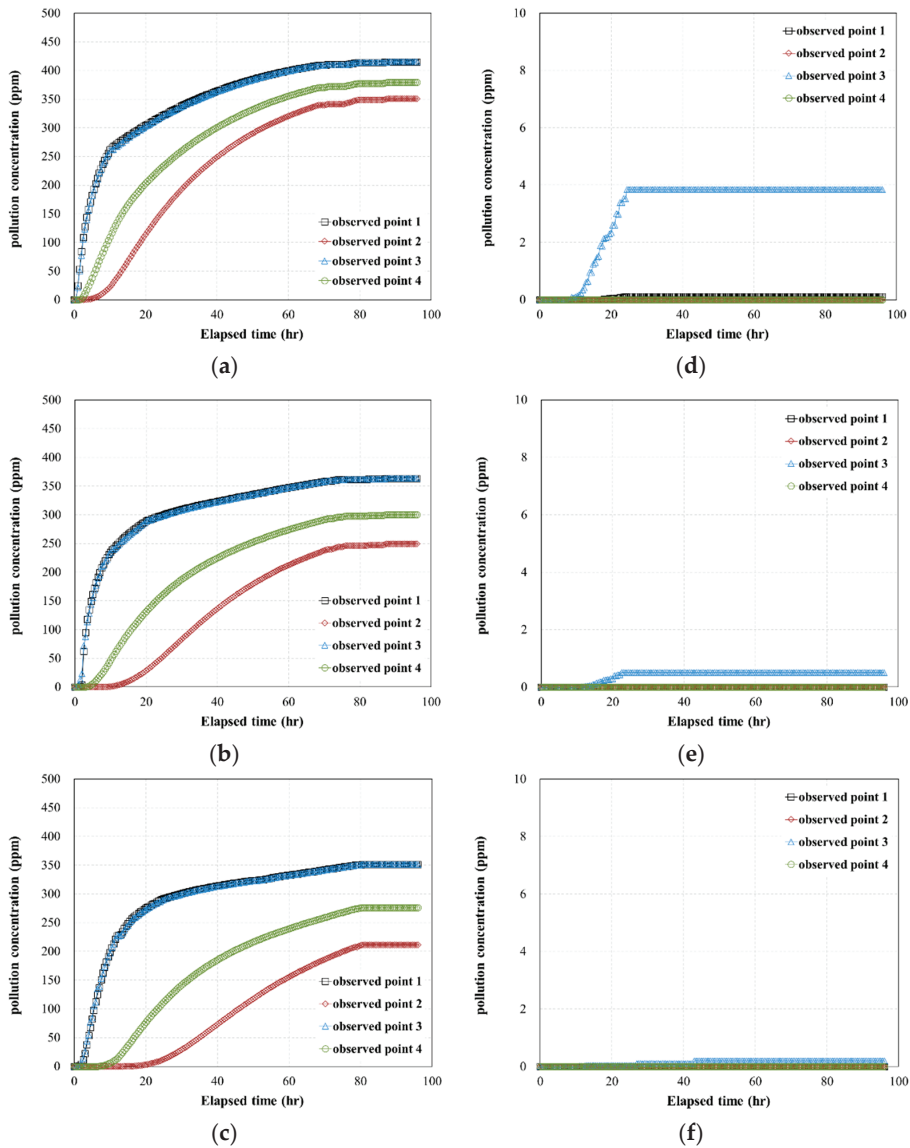 500
450
400
350
300
250
200
150
100
50
0
pollution concentration (ppm)
observed point 1
observed point 2
observed point 3
observed point 4
0 20 40 60 80 100
Elapsed time (hr)
(a)
10
8
6
4
2
0
pollution concentration (ppm)
observed point 1
observed point 2
observed point 3
observed point 4
0 20 40 60 80 100
Elapsed time (hr)
(d)
500
450
400
350
300
250
200
150
100
50
0
pollution concentration (ppm)
observed point 1
observed point 2
observed point 3
observed point 4
0 20 40 60 80 100
Elapsed time (hr)
(b)
10
8
6
4
2
0
pollution concentration (ppm)
observed point 1
observed point 2
observed point 3
observed point 4
0 20 40 60 80 100
Elapsed time (hr)
(e)
500
450
400
350
300
250
200
150
100
50
0
pollution concentration (ppm)
observed point 1
observed point 2
observed point 3
observed point 4
0 20 40 60 80 100
Elapsed time (hr)
(c)
10
8
6
4
2
0
pollution concentration (ppm)
observed point 1
observed point 2
observed point 3
observed point 4
0 20 40 60 80 100
Elapsed time (hr)
(f)